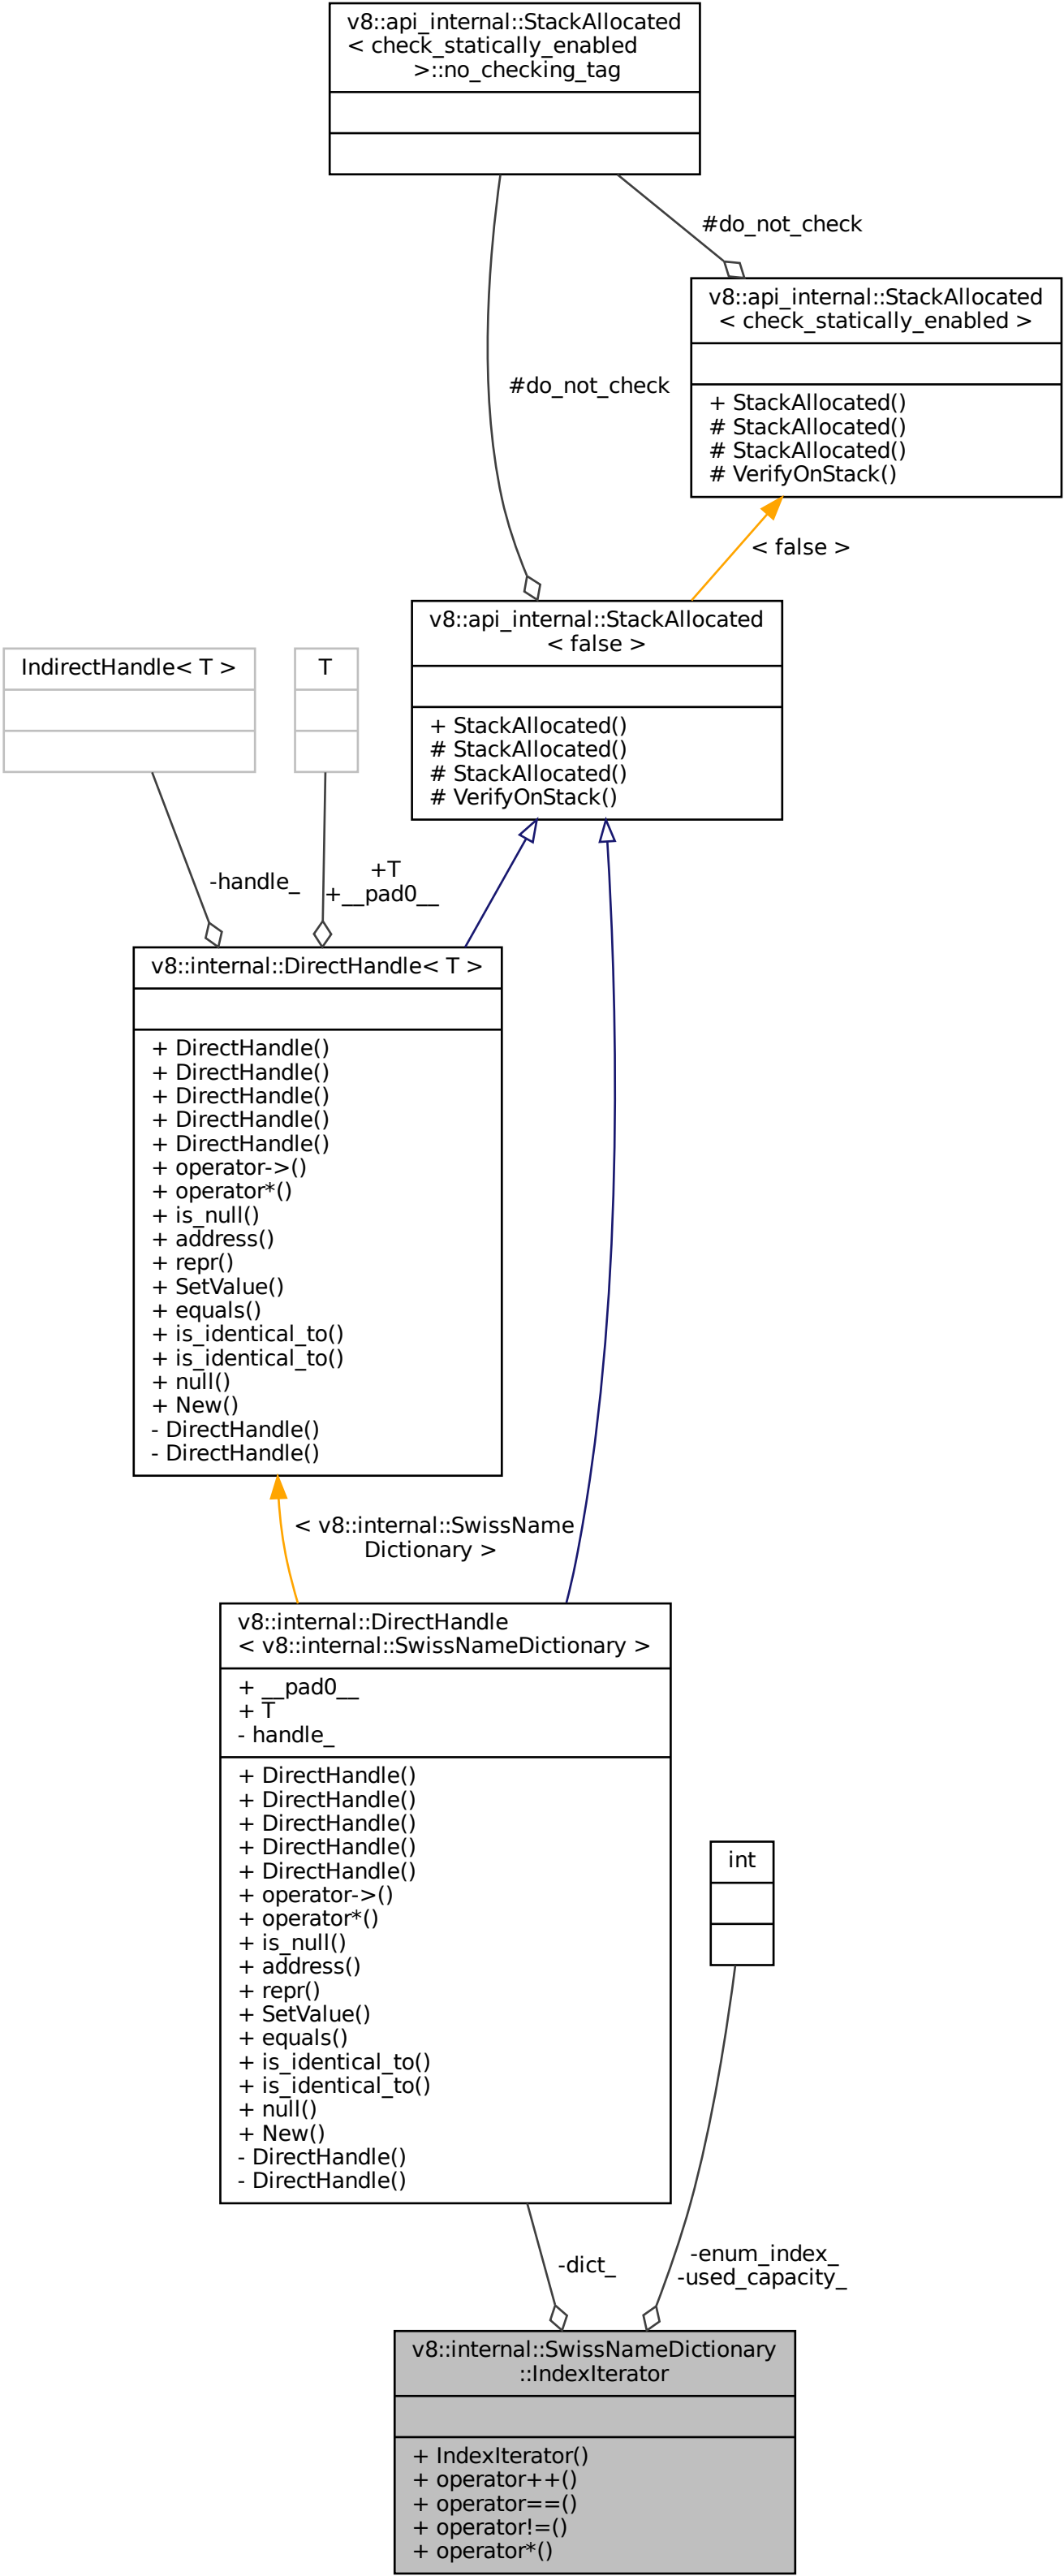 v8::api_internal::StackAllocated
< check_statically_enabled
>::no_checking_tag
#do_not_check
v8::api_internal::StackAllocated
< check_statically_enabled >
+ StackAllocated()
# StackAllocated()
# StackAllocated()
# VerifyOnStack()
#do_not_check
< false >
v8::api_internal::StackAllocated
< false >
+ StackAllocated()
# StackAllocated()
# StackAllocated()
# VerifyOnStack()
IndirectHandle< T >
T
-handle_
+T
+__pad0__
v8::internal::DirectHandle< T >
+ DirectHandle()
+ DirectHandle()
+ DirectHandle()
+ DirectHandle()
+ DirectHandle()
+ operator->()
+ operator*()
+ is_null()
+ address()
+ repr()
+ SetValue()
+ equals()
+ is_identical_to()
+ is_identical_to()
+ null()
+ New()
- DirectHandle()
- DirectHandle()
< v8::internal::SwissName
Dictionary >
v8::internal::DirectHandle
< v8::internal::SwissNameDictionary >
+ __pad0__
+ T
- handle_
+ DirectHandle()
+ DirectHandle()
+ DirectHandle()
+ DirectHandle()
+ DirectHandle()
+ operator->()
+ operator*()
+ is_null()
+ address()
+ repr()
+ SetValue()
+ equals()
+ is_identical_to()
+ is_identical_to()
+ null()
+ New()
- DirectHandle()
- DirectHandle()
int
-dict_
-enum_index_
-used_capacity_
v8::internal::SwissNameDictionary
::IndexIterator
+ IndexIterator()
+ operator++()
+ operator==()
+ operator!=()
+ operator*()